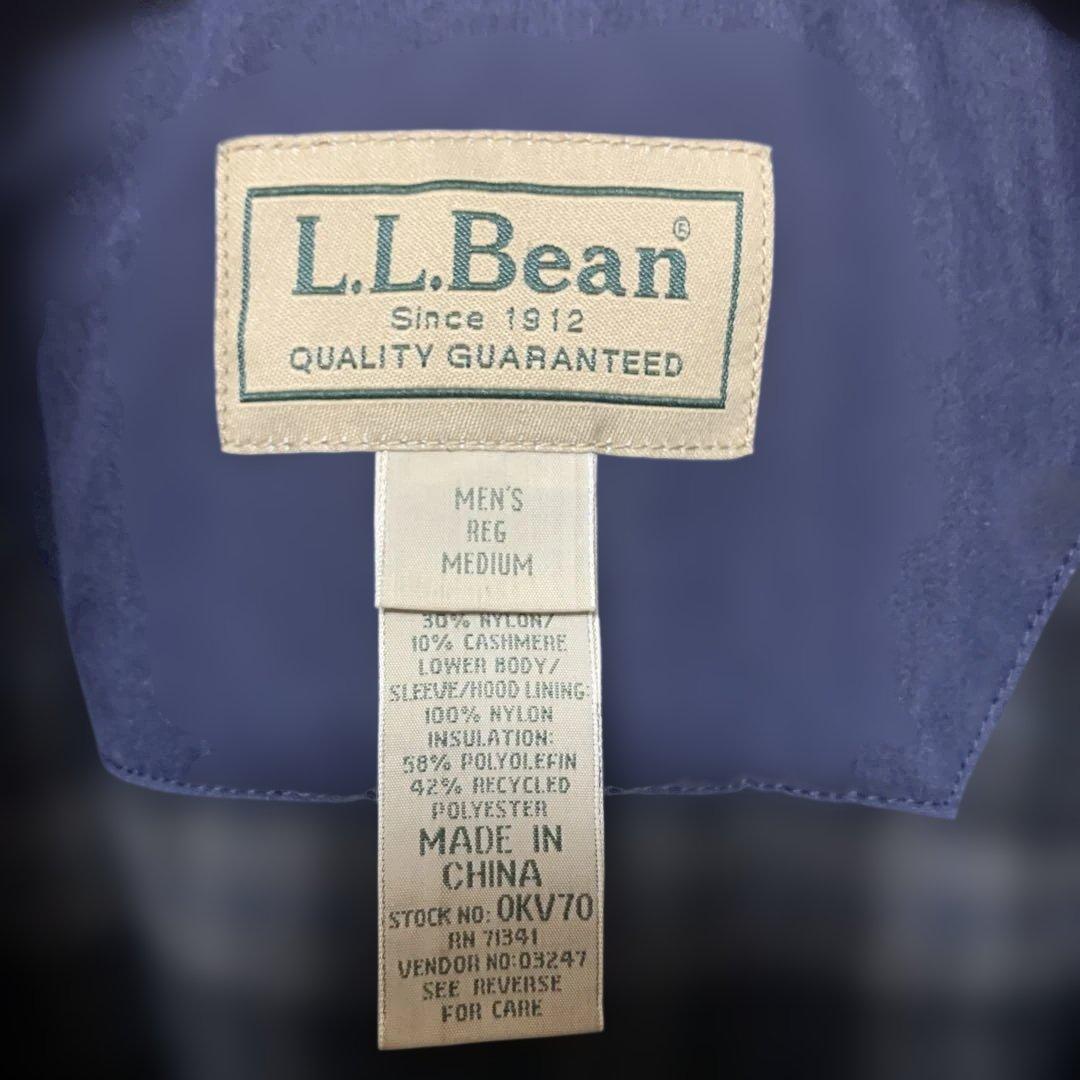 L.L.Bean®
Since 1912
QUALITY GUARANTEED
MEN'S
REG
MEDIUM
30% NYLON/
10% CASHMERE
LOWER BODY/
SLEEVE/HOOD LINING:
100% NYLON
INSULATION:
58% POLYOLEFIN
42% RECYCLED
POLYESTER
MADE IN
CHINA
STOCK NO: 0KV70
RN 71341
VENDOR NO:03247
SEE REVERSE
FOR CARE